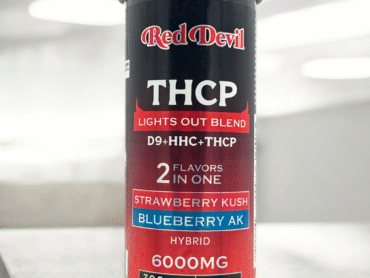 Red Devil
THCP
LIGHTS OUT BLEND
D9+HHC+THCP
2 FLAVORS
IN ONE
STRAWBERRY KUSH
BLUEBERRY AK
HYBRID
6000MG